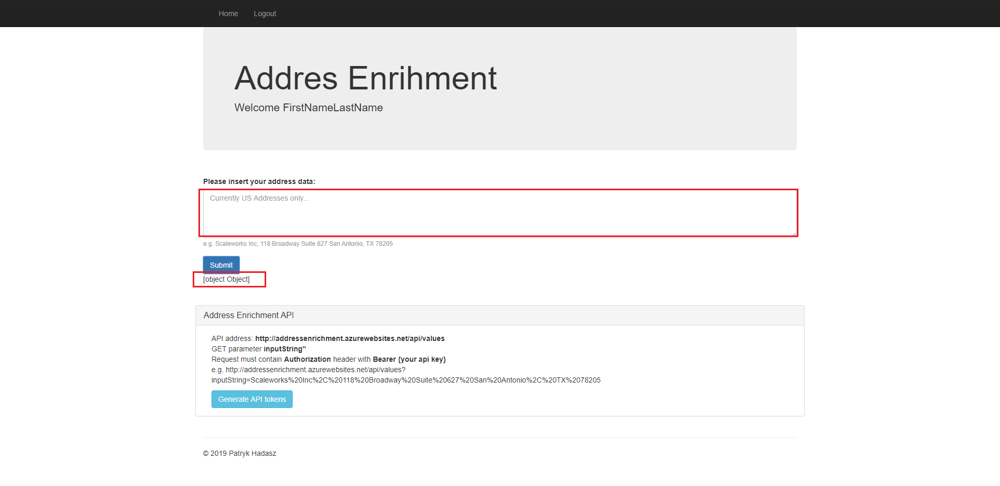 Home Logout
Addres Enrihment
Welcome FirstNameLastName
Please insert your address data:
Currently US Addresses only...
e.g. Scaleworks Inc, 118 Broadway Suite 627 San Antonio, TX 78205
Submit
[object Object]
Address Enrichment API
API address: http://addressenrichment.azurewebsites.net/api/values
GET parameter inputString"
Request must contain Authorization header with Bearer {your api key}
e.g. http://addressenrichment.azurewebsites.net/api/values?
inputString=Scaleworks%20Inc%2C%20118%20Broadway%20Suite%20627%20San%20Antonio%2C%20TX%2078205
Generate API tokens
© 2019 Patryk Hadasz